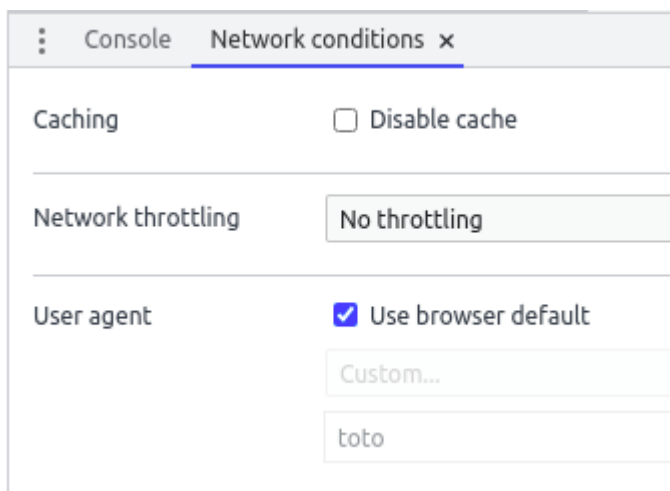 Console Network conditions ×
Caching Disable cache
Network throttling No throttling
User agent Use browser default
Custom...
toto